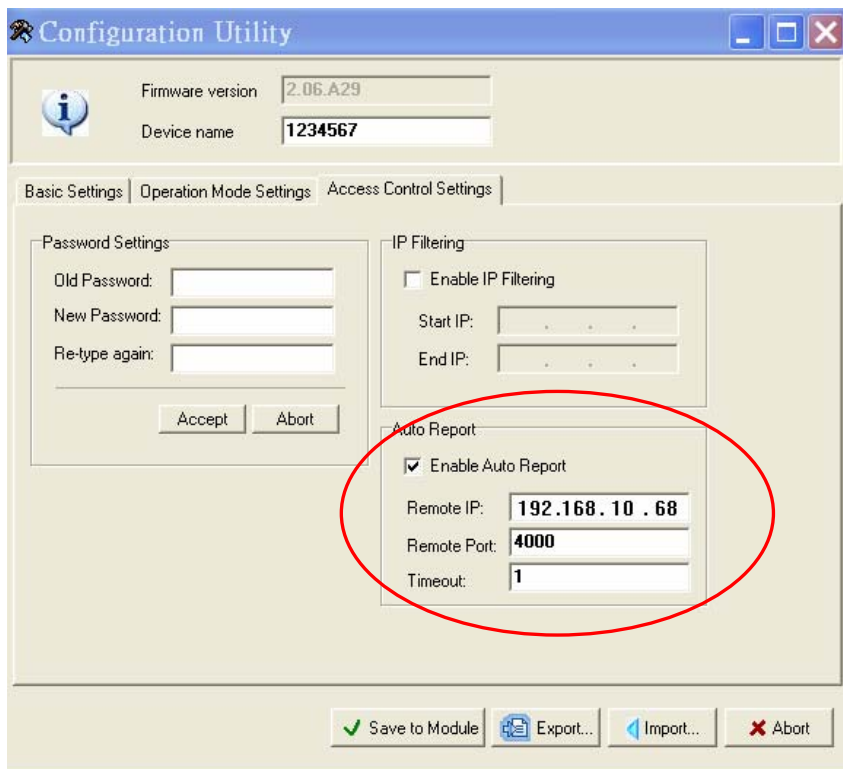 Configuration Utility
Firmware version 2.06.A29
Device name 1234567
Basic Settings Operation Mode Settings Access Control Settings
Password Settings
Old Password:
New Password:
Re-type again:
Accept Abort
IP Filtering
Enable IP Filtering
Start IP: . . .
End IP: . . .
Auto Report
Enable Auto Report
Remote IP: 192.168. 10 . 68
Remote Port: 4000
Timeout: 1
Save to Module Export... Import... Abort